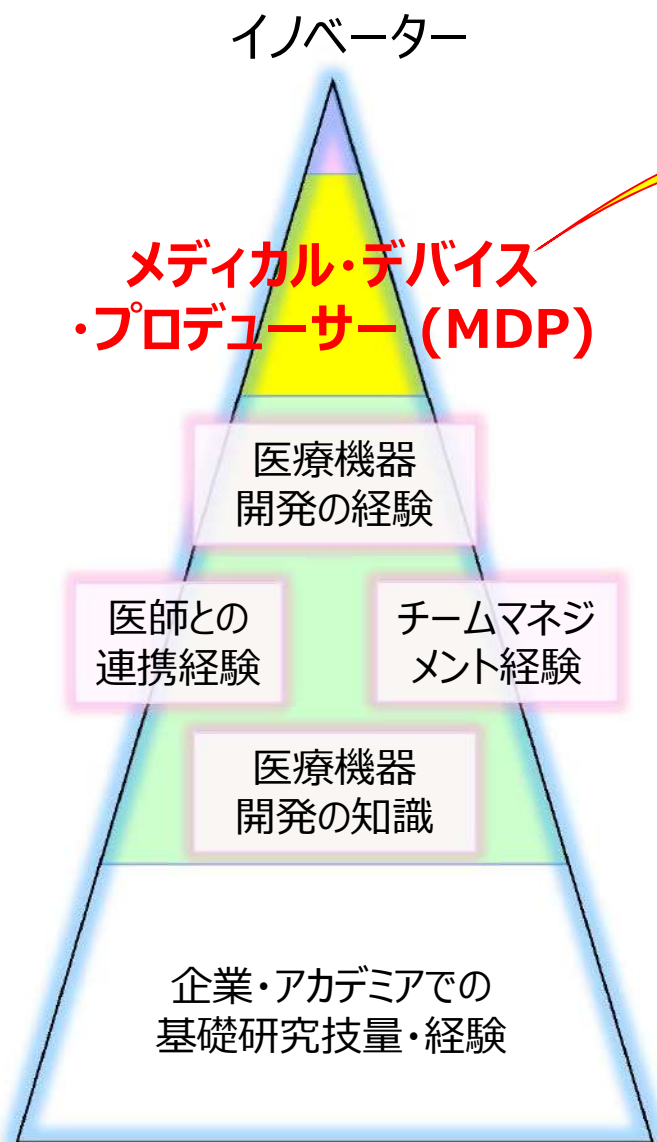 イノベーター
メディカル・デバイス
・プロデューサー (MDP)
医療機器
開発の経験
医師との
連携経験
チームマネジ
メント経験
医療機器
開発の知識
企業・アカデミアでの
基礎研究技量・経験